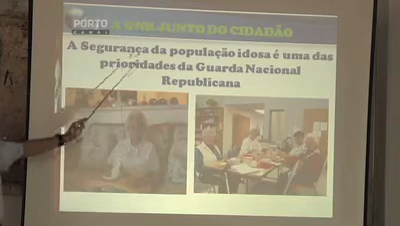 PORTO
CANAL
A GNR JUNTO DO CIDADÃO
A Segurança da população idosa é uma das
prioridades da Guarda Nacional
Republicana